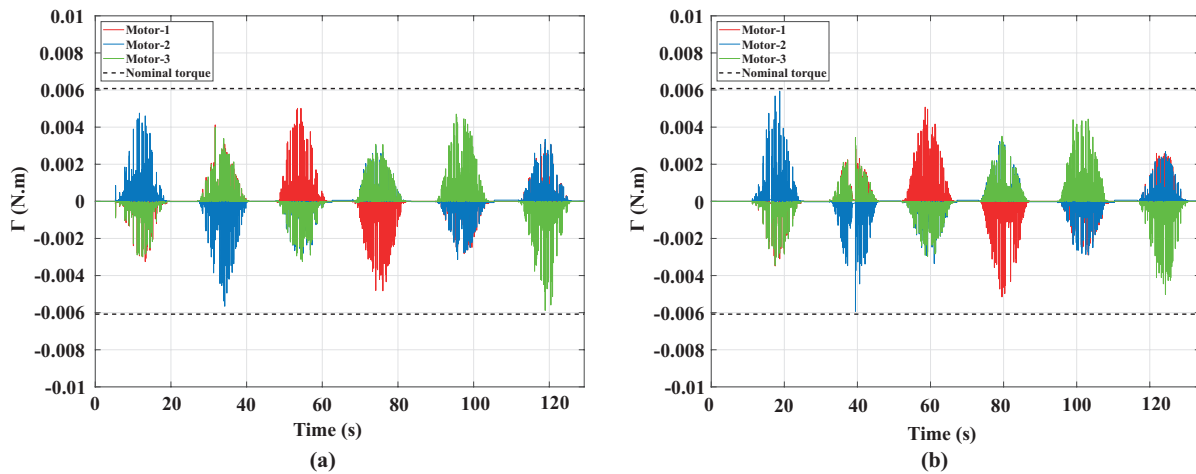 0.01
0.008
0.006
0.004
0.002
0
-0.002
-0.004
-0.006
-0.008
-0.01
Γ (N.m)
Motor-1
Motor-2
Motor-3
Nominal torque
0 20 40 60 80 100 120
Time (s)
(a)
0.01
0.008
0.006
0.004
0.002
0
-0.002
-0.004
-0.006
-0.008
-0.01
Γ (N.m)
Motor-1
Motor-2
Motor-3
Nominal torque
0 20 40 60 80 100 120
Time (s)
(b)